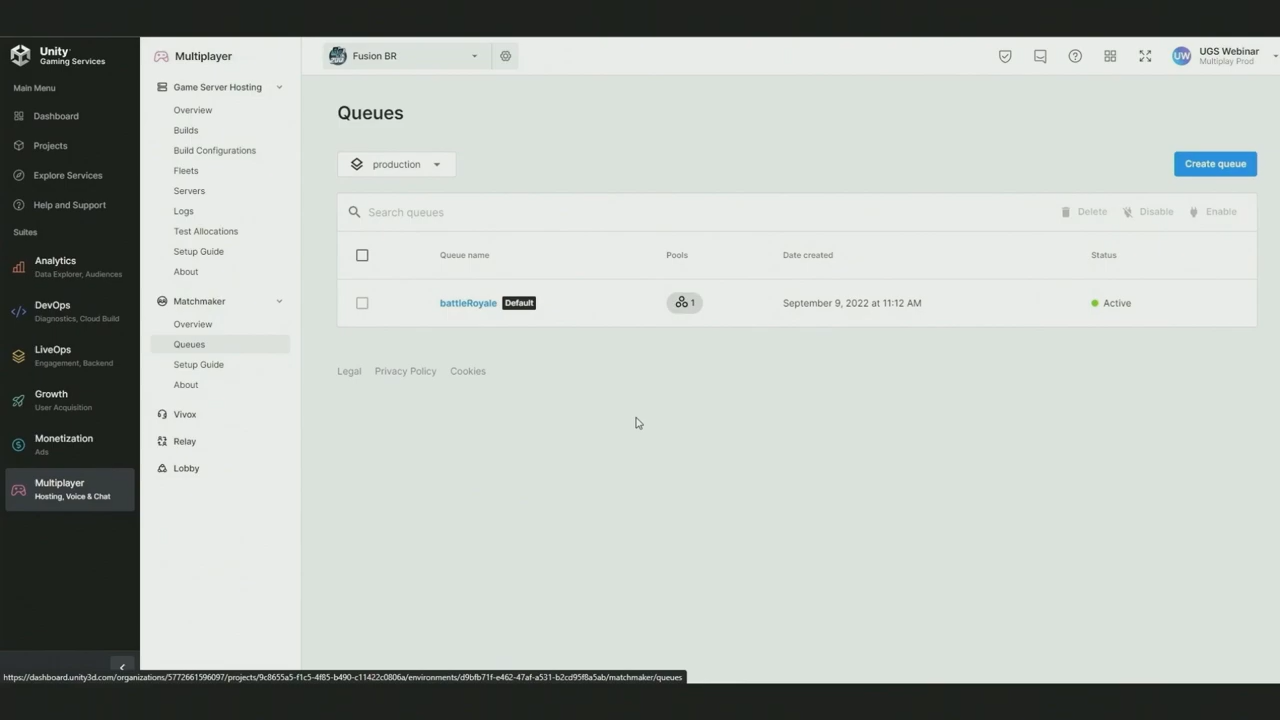 Unity
Gaming Services
Main Menu
Dashboard
Projects
Explore Services
Help and Support
Suites
Analytics
Data Explorer, Audiences
DevOps
Diagnostics, Cloud Build
LiveOps
Engagement, Backend
Growth
User Acquisition
Monetization
Ads
Multiplayer
Hosting, Voice & Chat
Multiplayer
Game Server Hosting
Overview
Builds
Build Configurations
Fleets
Servers
Logs
Test Allocations
Setup Guide
About
Matchmaker
Overview
Queues
Setup Guide
About
Vivox
Relay
Lobby
Fusion BR
UW
UGS Webinar
Multiplay Prod
Queues
production
Create queue
Search queues
Delete
Disable
Enable
Queue name
Pools
Date created
Status
battleRoyale Default
1
September 9, 2022 at 11:12 AM
Active
Legal
Privacy Policy
Cookies
https://dashboard.unity3d.com/organizations/5772661596097/projects/9c8655a5-f1c5-4f85-b490-c11422c0806a/environments/d9bfb71f-e462-47af-a531-b2cd95f8a5ab/matchmaker/queues